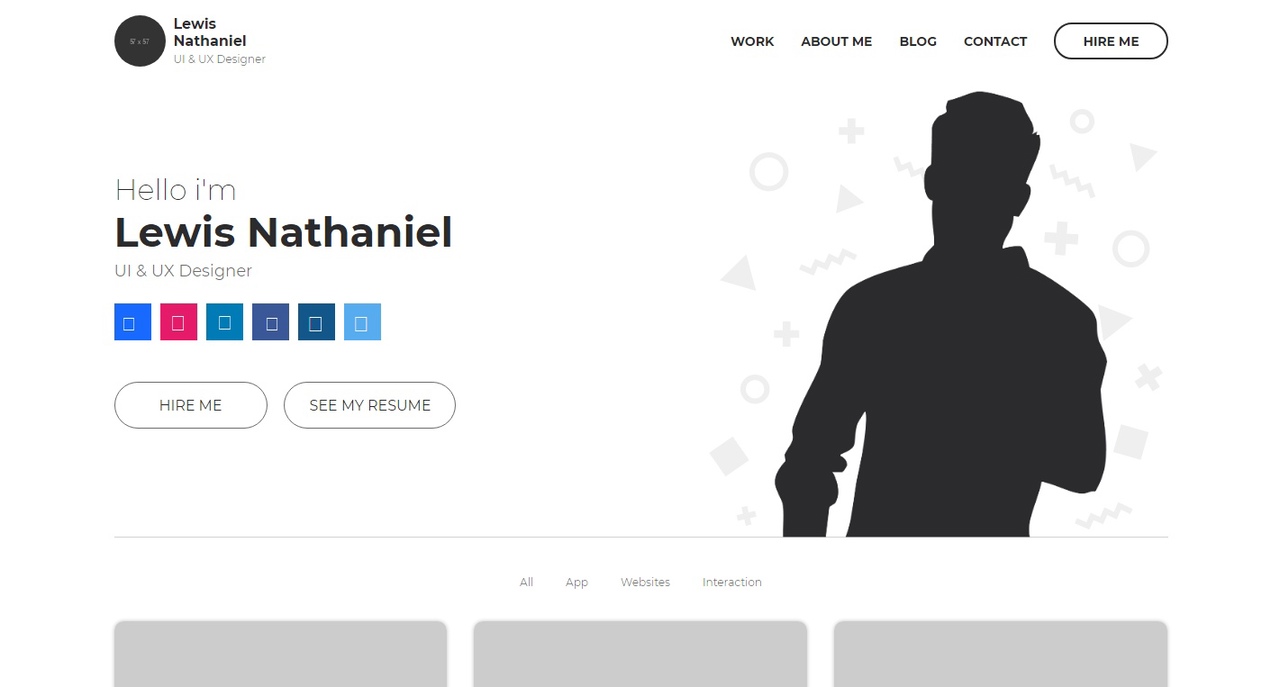 57 x 57
Lewis
Nathaniel
UI & UX Designer
WORK ABOUT ME BLOG CONTACT HIRE ME
Hello i'm
Lewis Nathaniel
UI & UX Designer
HIRE ME SEE MY RESUME
All App Websites Interaction